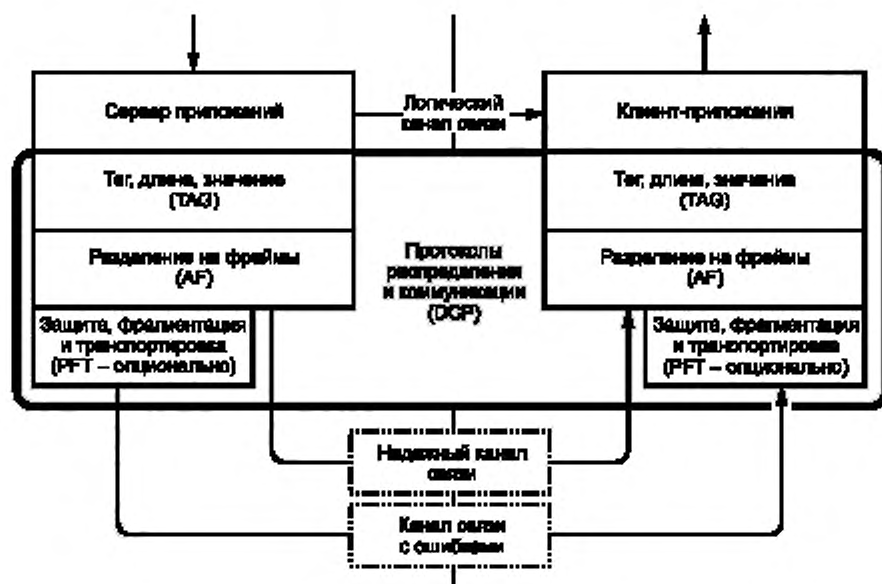 Сервер приложений
Логический
канал связи
Клиент-приложения
Тег, длина, значение
(TAG)
Тег, длина, значение
(TAG)
Разделение на фреймы
(AF)
Протоколы
распределения
и коммуникации
(DCP)
Разделение на фреймы
(AF)
Защита, фрагментация
и транспортировка
(PFT – опционально)
Защита, фрагментация
и транспортировка
(PFT – опционально)
Надежный канал
связи
Канал связи
с ошибками